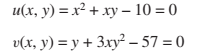 u(x, y) = x² + xy − 10 = 0
v(x, y) = y + 3xy² − 57 = 0